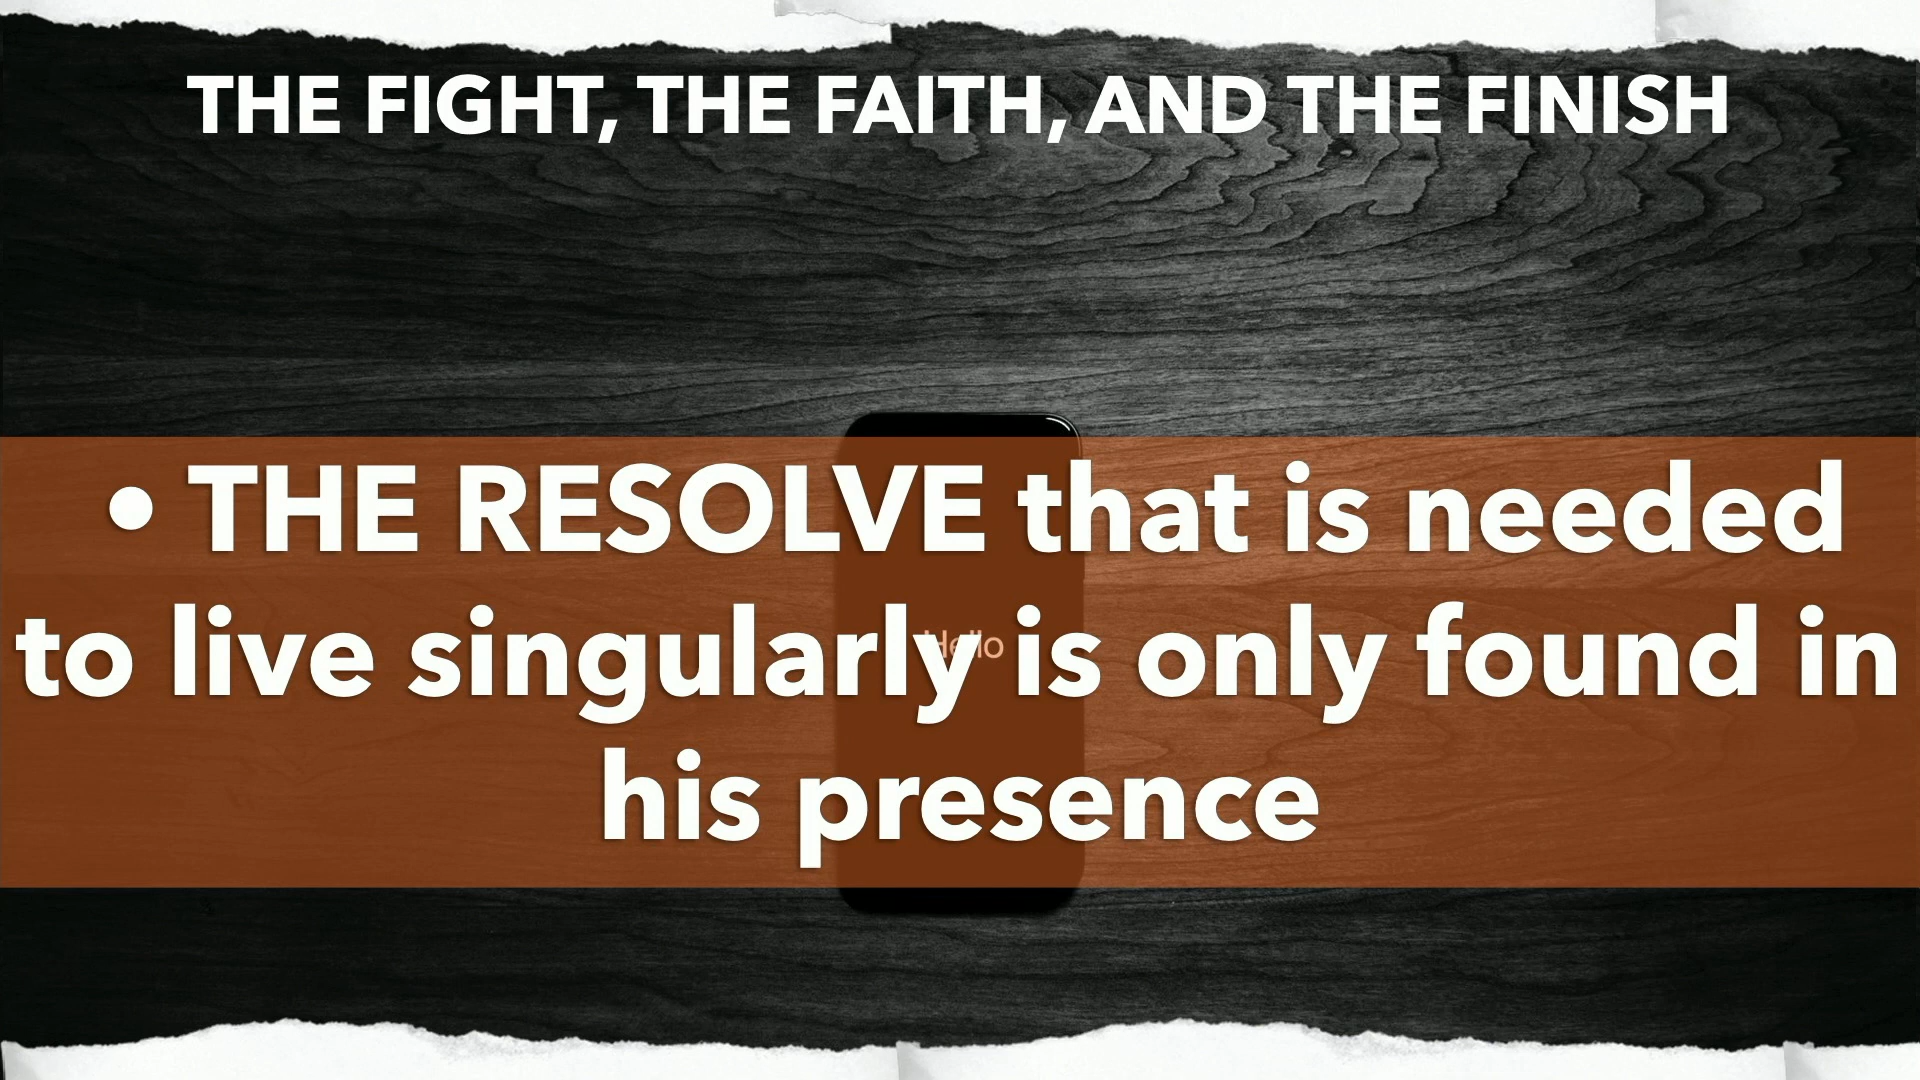 THE FIGHT, THE FAITH, AND THE FINISH
• THE RESOLVE that is needed
to live singularly is only found in
his presence
Hello